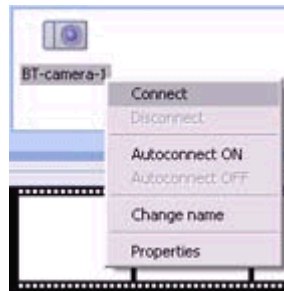 BT-camera-1
Connect
Disconnect
Autoconnect ON
Autoconnect OFF
Change name
Properties